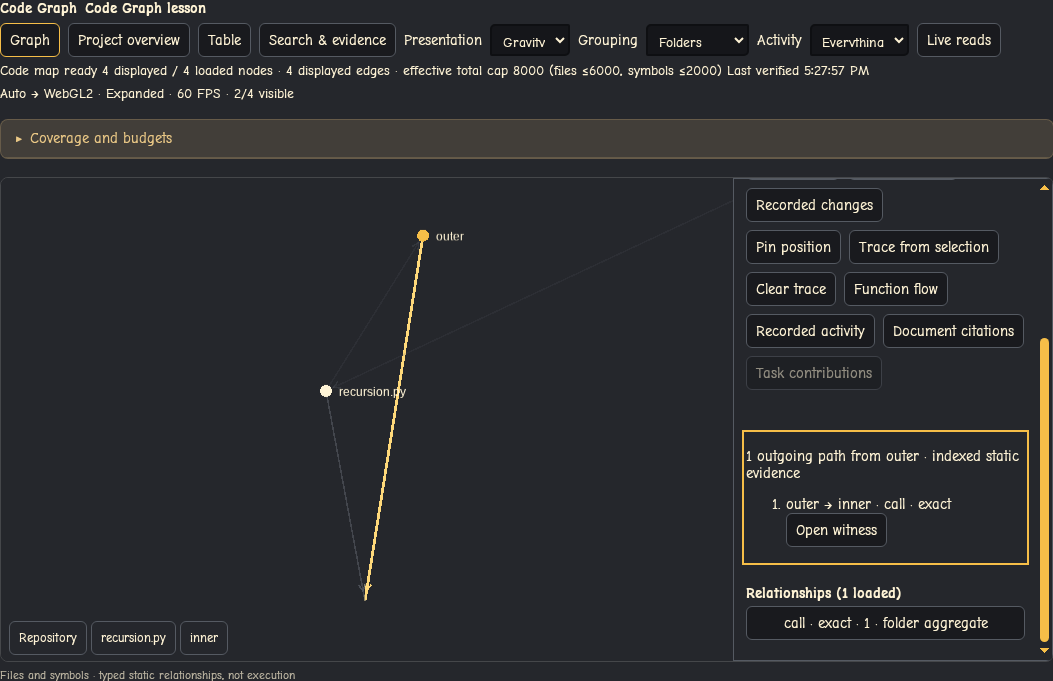 Code Graph Code Graph lesson
Graph Project overview Table Search & evidence Presentation Gravity Grouping Folders Activity Everything Live reads
Code map ready 4 displayed / 4 loaded nodes · 4 displayed edges · effective total cap 8000 (files ≤6000, symbols ≤2000) Last verified 5:27:57 PM
Auto → WebGL2 · Expanded · 60 FPS · 2/4 visible
▸ Coverage and budgets
outer
recursion.py
Repository recursion.py inner
Recorded changes
Pin position Trace from selection
Clear trace Function flow
Recorded activity Document citations
Task contributions
1 outgoing path from outer · indexed static
evidence
1. outer → inner · call · exact
Open witness
Relationships (1 loaded)
call · exact · 1 · folder aggregate
Files and symbols · typed static relationships, not execution